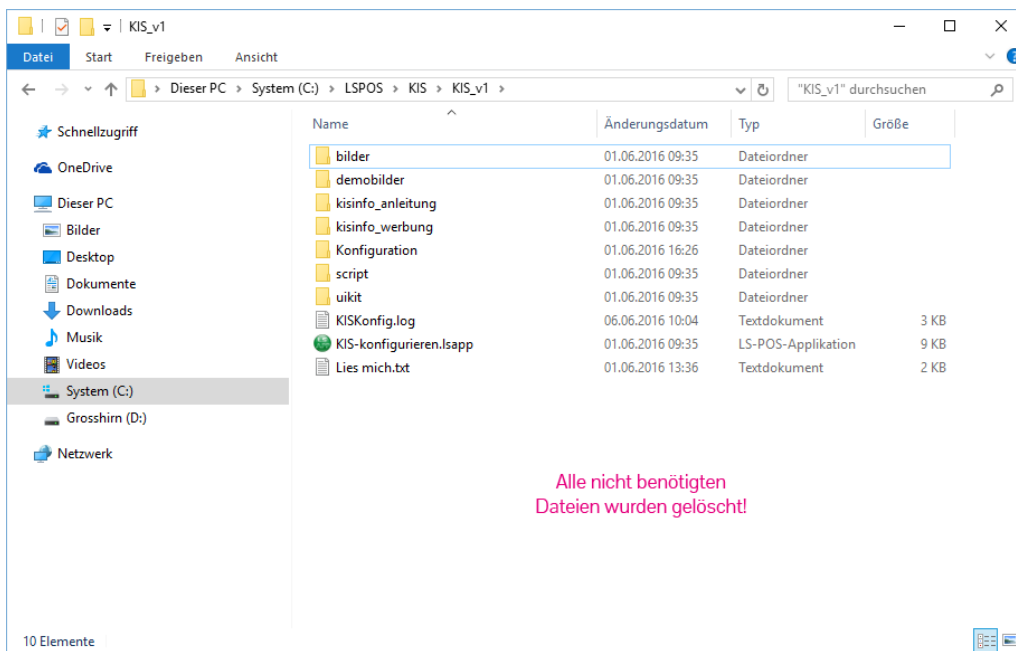 KIS_v1
Datei Start Freigeben Ansicht
Dieser PC System (C:) LSPOS KIS KIS_v1 "KIS_v1" durchsuchen
Schnellzugriff
OneDrive
Dieser PC
Bilder
Desktop
Dokumente
Downloads
Musik
Videos
System (C:)
Grosshirn (D:)
Netzwerk
Name Änderungsdatum Typ Größe
bilder 01.06.2016 09:35 Dateiordner
demobilder 01.06.2016 09:35 Dateiordner
kisinfo_anleitung 01.06.2016 09:35 Dateiordner
kisinfo_werbung 01.06.2016 09:35 Dateiordner
Konfiguration 01.06.2016 16:26 Dateiordner
script 01.06.2016 09:35 Dateiordner
uikit 01.06.2016 09:35 Dateiordner
KISKonfig.log 06.06.2016 10:04 Textdokument 3 KB
KIS-konfigurieren.lsapp 01.06.2016 09:35 LS-POS-Applikation 9 KB
Lies mich.txt 01.06.2016 13:36 Textdokument 2 KB
Alle nicht benötigten
Dateien wurden gelöscht!
10 Elemente